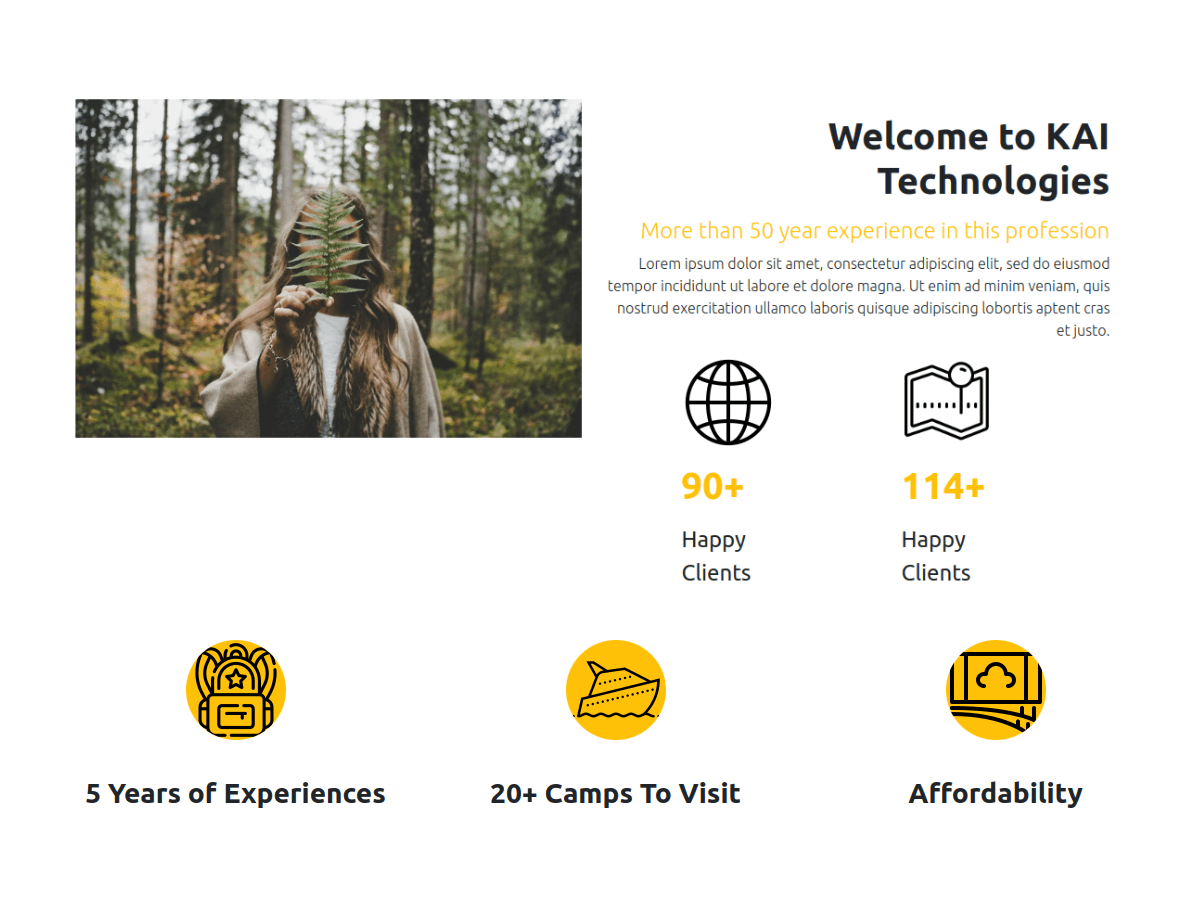 Welcome to KAI
Technologies
More than 50 year experience in this profession
Lorem ipsum dolor sit amet, consectetur adipiscing elit, sed do eiusmod
tempor incididunt ut labore et dolore magna. Ut enim ad minim veniam, quis
nostrud exercitation ullamco laboris quisque adipiscing lobortis aptent cras
et justo.
90+
Happy
Clients
114+
Happy
Clients
5 Years of Experiences
20+ Camps To Visit
Affordability